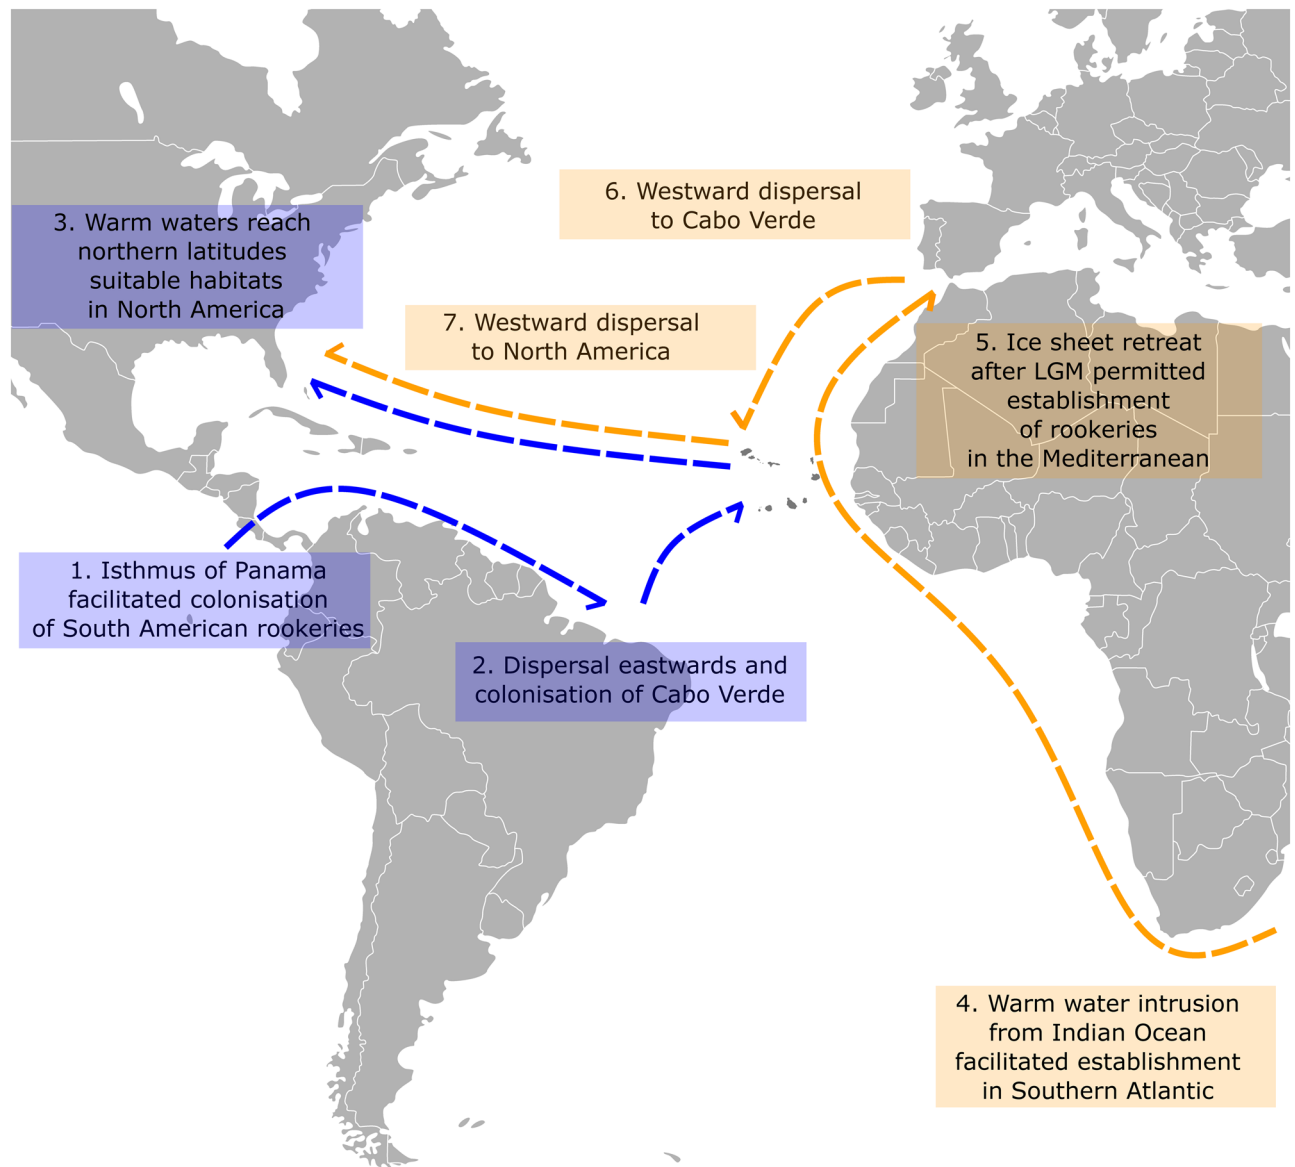 6. Westward dispersal
to Cabo Verde
3. Warm waters reach
northern latitudes
suitable habitats
in North America
7. Westward dispersal
to North America
5. Ice sheet retreat
after LGM permitted
establishment
of rookeries
in the Mediterranean
1. Isthmus of Panama
facilitated colonisation
of South American rookeries
2. Dispersal eastwards and
colonisation of Cabo Verde
4. Warm water intrusion
from Indian Ocean
facilitated establishment
in Southern Atlantic